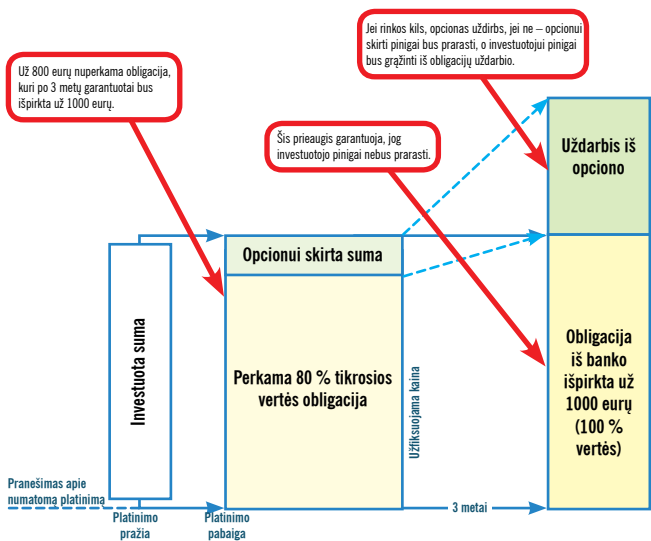 Jei rinkos kils, opcionas uždirbs, jei ne – opcionui
skirti pinigai bus prarasti, o investuotojui pinigai
bus grąžinti iš obligacijų uždarbio.
Už 800 eurų nuperkama obligacija,
kuri po 3 metų garantuotai bus
išpirkta už 1000 eurų.
Šis prieaugis garantuoja, jog
investuotojo pinigai nebus prarasti.
Uždarbis iš
opciono
Opcionui skirta suma
Investuota suma
Perkama 80 % tikrosios
vertės obligacija
Užfiksuojama kaina
Obligacija
iš banko
išpirkta už
1000 eurų
(100 %
vertės)
Pranešimas apie
numatomą platinimą
3 metai
Platinimo
pražia
Platinimo
pabaiga